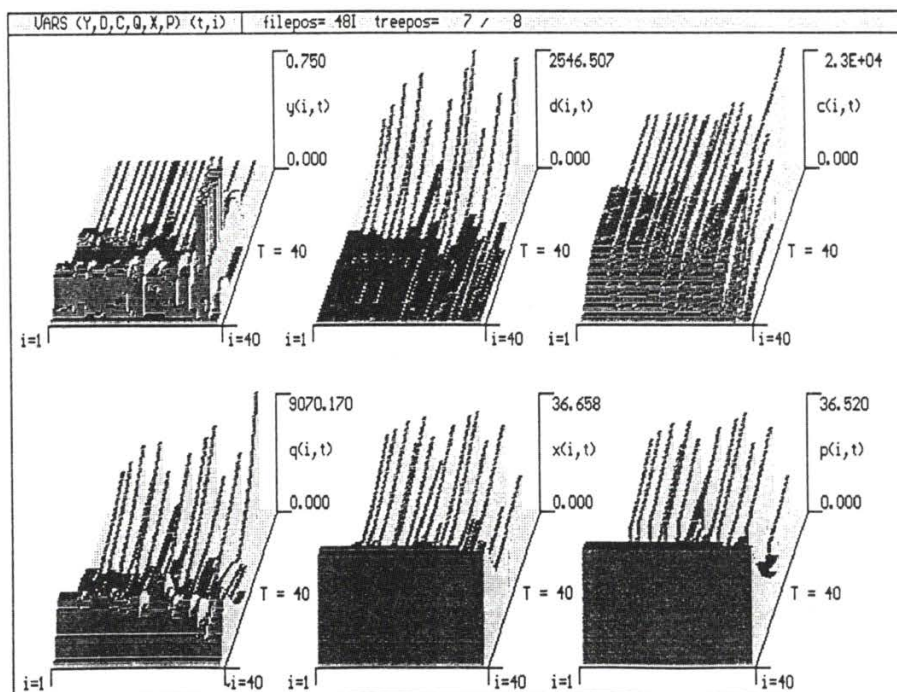 VARS (Y,D,C,Q,X,P) (t,i) filepos= 48I treepos= 7 / 8
0.750 2546.507 2.3E+04
y(i,t) d(i,t) c(i,t)
0.000 0.000 0.000
T = 40 T = 40 T = 40
i=1 i=40 i=1 i=40 i=1 i=40
9070.170 36.658 36.520
q(i,t) x(i,t) p(i,t)
0.000 0.000 0.000
T = 40 T = 40 T = 40
i=1 i=40 i=1 i=40 i=1 i=40